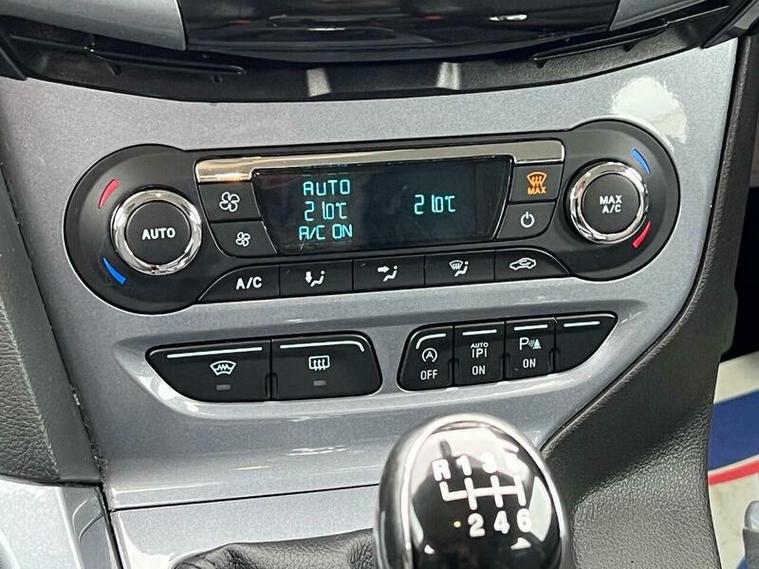 AUTO
21.0°C
21.0°C
A/C ON
MAX
AUTO
MAX
A/C
A/C
A
OFF
AUTO
P
ON
P
ON
R 1 3 5
2 4 6